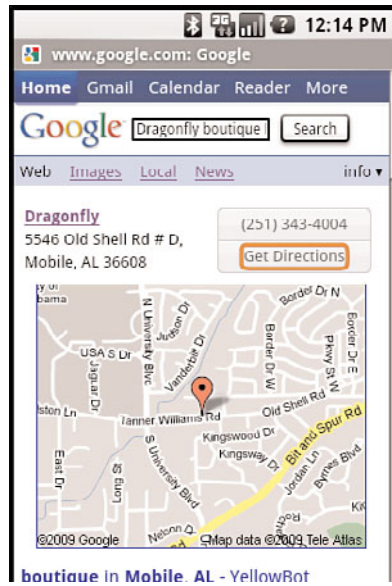 3G 12:14 PM
www.google.com: Google
Home Gmail Calendar Reader More
Google Dragonfly boutique Search
Web Images Local News info ▾
Dragonfly
5546 Old Shell Rd # D,
Mobile, AL 36608
(251) 343-4004
Get Directions
bama
Border Dr N
N University Blvd
Judson Dr
Vanderbilt Dr
Border Dr W
Border Dr E
Pkwy St W
USA S Dr
Jaguar Dr
Old Shell Rd
Tanner Williams Rd
Bit and Spur Rd
Kingswood Dr
Kingsway Dr
East Dr
Long St
S University Blvd
Jordan Ln
Byrnes Blvd
©2009 Google Map data ©2009 Tele Atlas
boutique in Mobile, AL - YellowBot